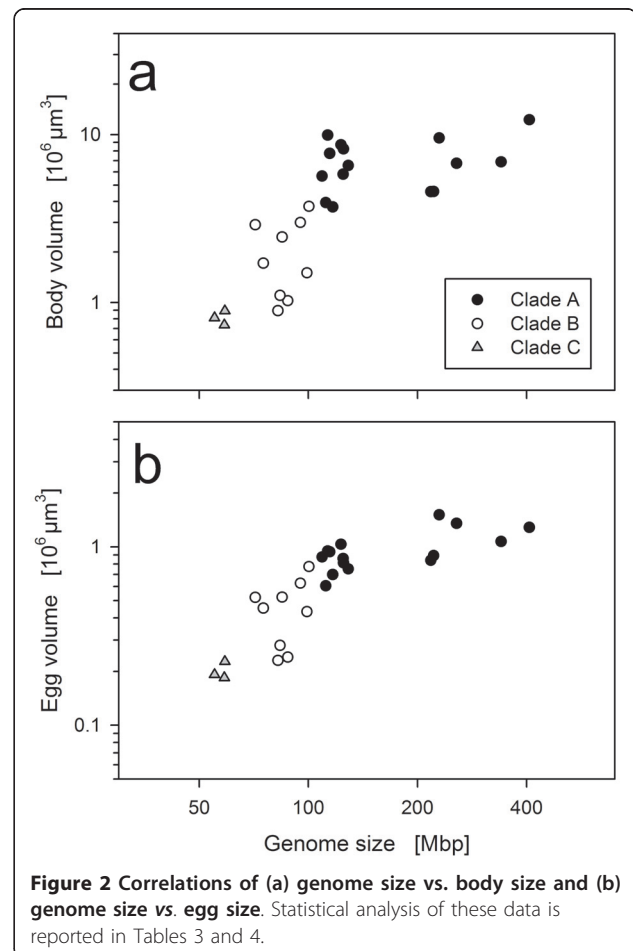 a
10
1
Body volume [10⁶ µm³]
Clade A
Clade B
Clade C
b
1
0.1
Egg volume [10⁶ µm³]
50 100 200 400
Genome size [Mbp]
Figure 2 Correlations of (a) genome size vs. body size and (b)
genome size vs. egg size. Statistical analysis of these data is
reported in Tables 3 and 4.